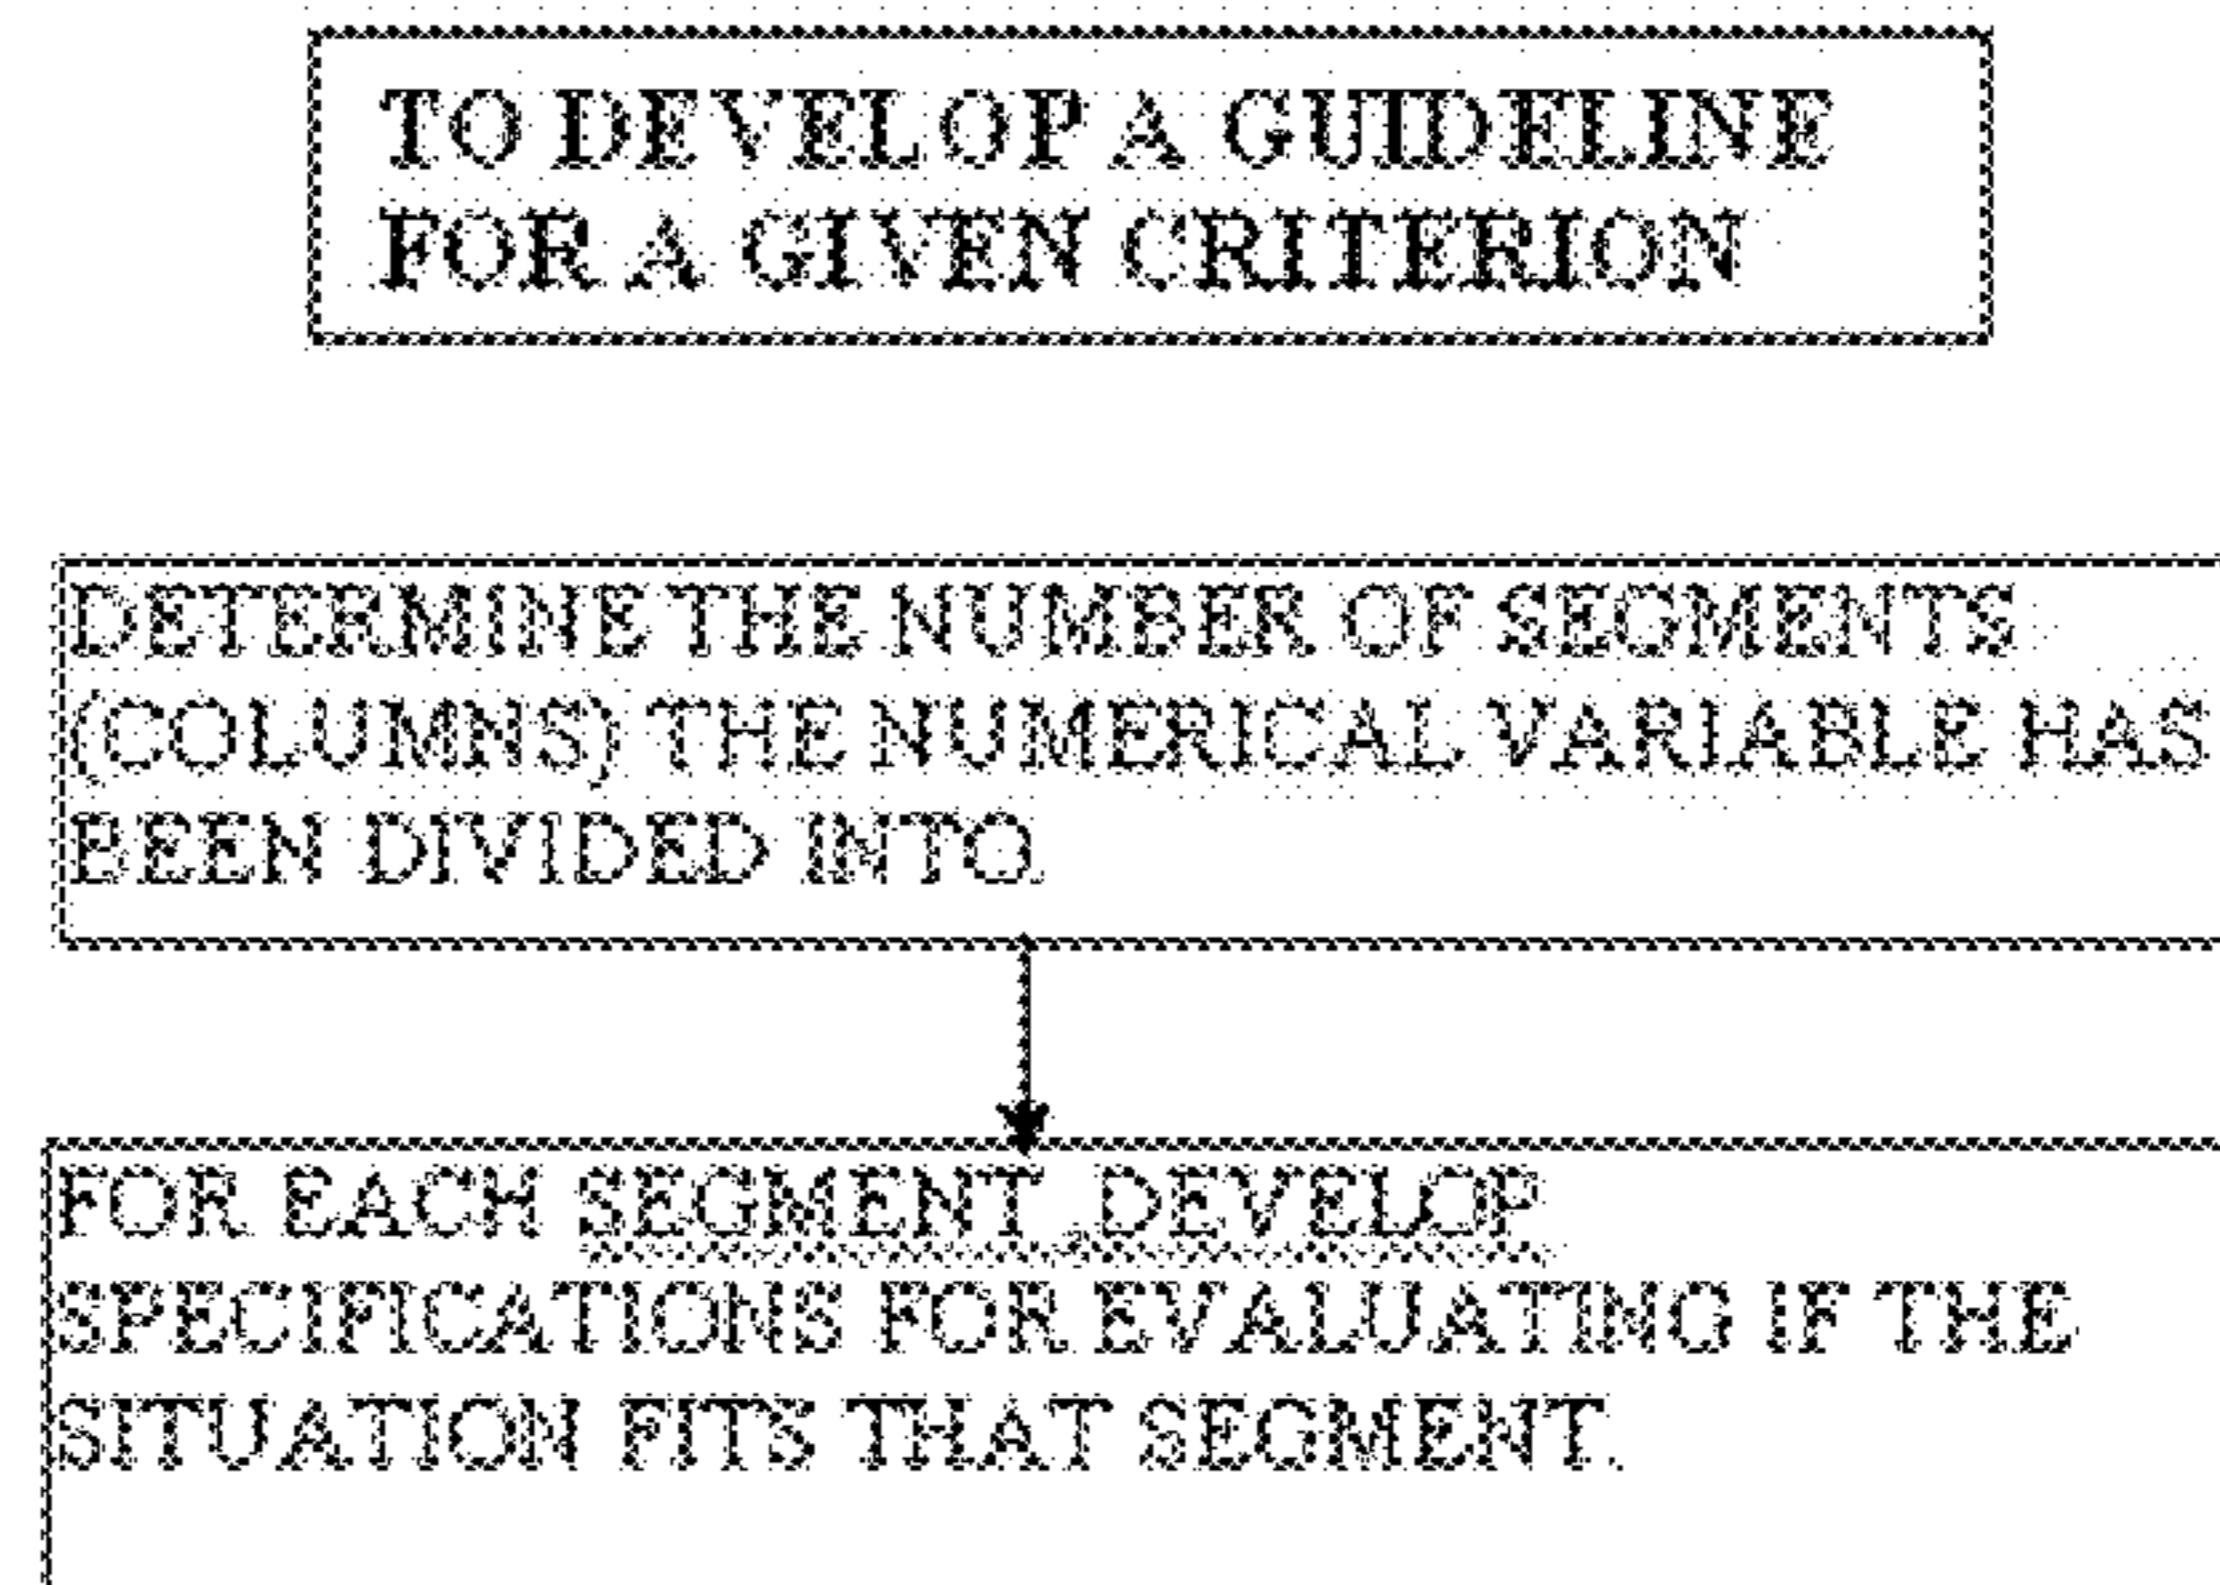 TO DEVELOP A GUIDELINE
FOR A GIVEN CRITERION
DETERMINE THE NUMBER OF SEGMENTS
(COLUMNS) THE NUMERICAL VARIABLE HAS
BEEN DIVIDED INTO.
FOR EACH SEGMENT ,DEVELOP
SPECIFICATIONS FOR EVALUATING IF THE
SITUATION FITS THAT SEGMENT.